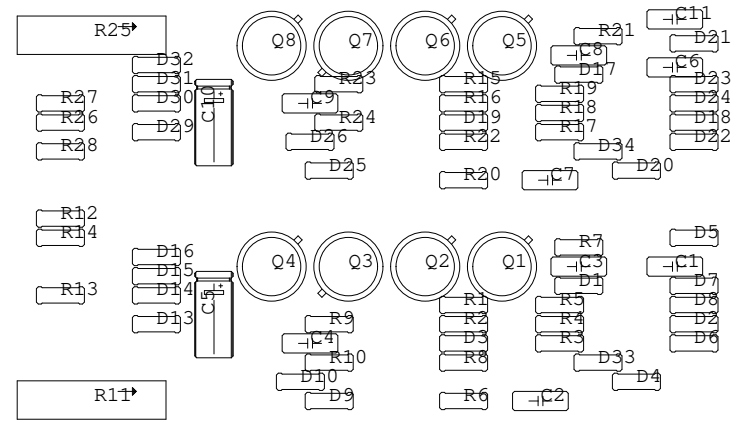 R25 C11
Q8 Q7 Q6 Q5 R21 D21
C8
D32 C6
D31 R23 R15 D17 D23
R27 D30 C10 C9 R16 R19 D24
R26 R24 D19 R18 D18
D29 R17
R28 D26 R22 D34 D22
D25 R20 C7 D20
R12
R14 D5
D16 R7
Q4 Q3 Q2 Q1 C3 C1
D15
R13 D14 C5 D1 D7
R1 R5 D8
D13 R9 R2 R4 D2
C4 D3 R3 D6
R10 R8 D33
D10 D4
R11 D9 R6 C2